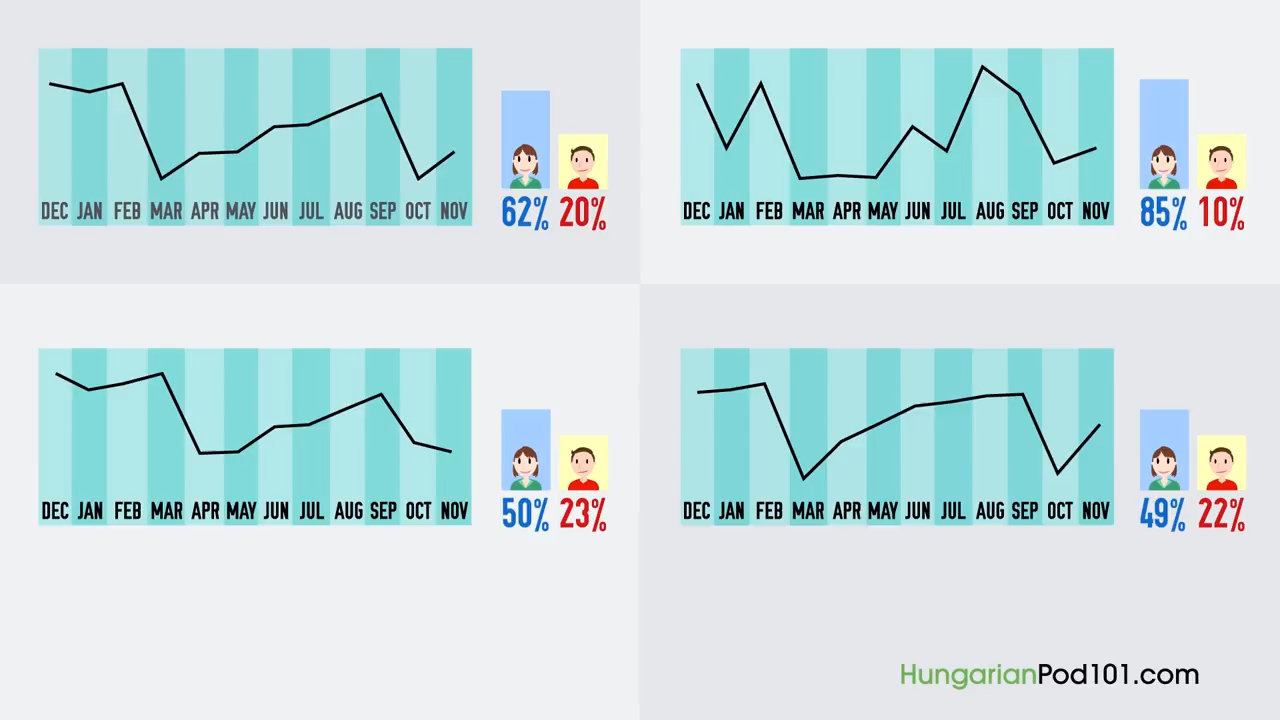 DEC JAN FEB MAR APR MAY JUN JUL AUG SEP OCT NOV
62% 20%
DEC JAN FEB MAR APR MAY JUN JUL AUG SEP OCT NOV
85% 10%
DEC JAN FEB MAR APR MAY JUN JUL AUG SEP OCT NOV
50% 23%
DEC JAN FEB MAR APR MAY JUN JUL AUG SEP OCT NOV
49% 22%
HungarianPod101.com